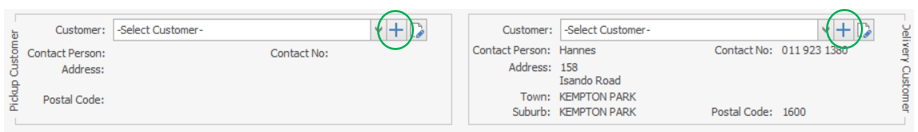 Pickup Customer
Customer: -Select Customer-
Contact Person: Contact No:
Address:
Postal Code:
Delivery Customer
Customer: -Select Customer-
Contact Person: Hannes Contact No: 011 923 1380
Address: 158
Isando Road
Town: KEMPTON PARK
Suburb: KEMPTON PARK Postal Code: 1600